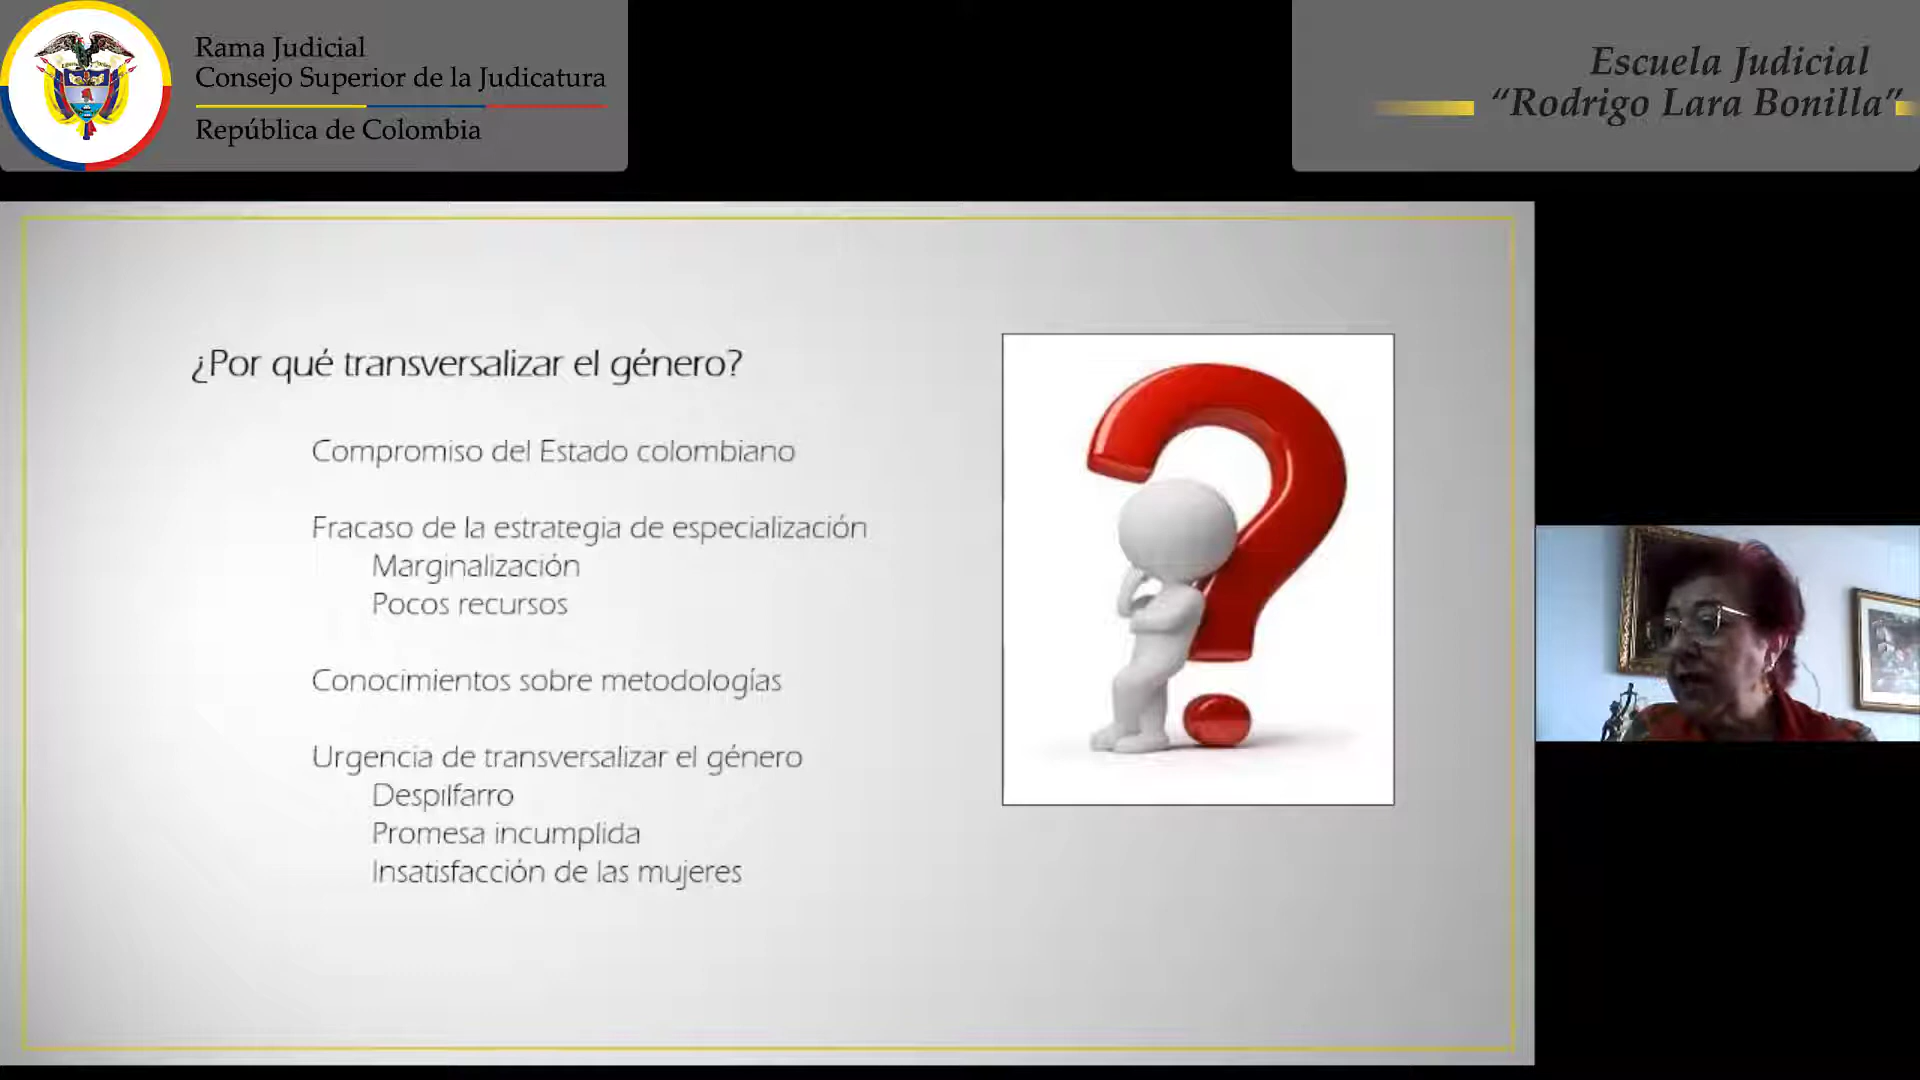 Rama Judicial
Consejo Superior de la Judicatura
República de Colombia
Escuela Judicial
“Rodrigo Lara Bonilla”
¿Por qué transversalizar el género?
Compromiso del Estado colombiano
Fracaso de la estrategia de especialización
Marginalización
Pocos recursos
Conocimientos sobre metodologías
Urgencia de transversalizar el género
Despilfarro
Promesa incumplida
Insatisfacción de las mujeres